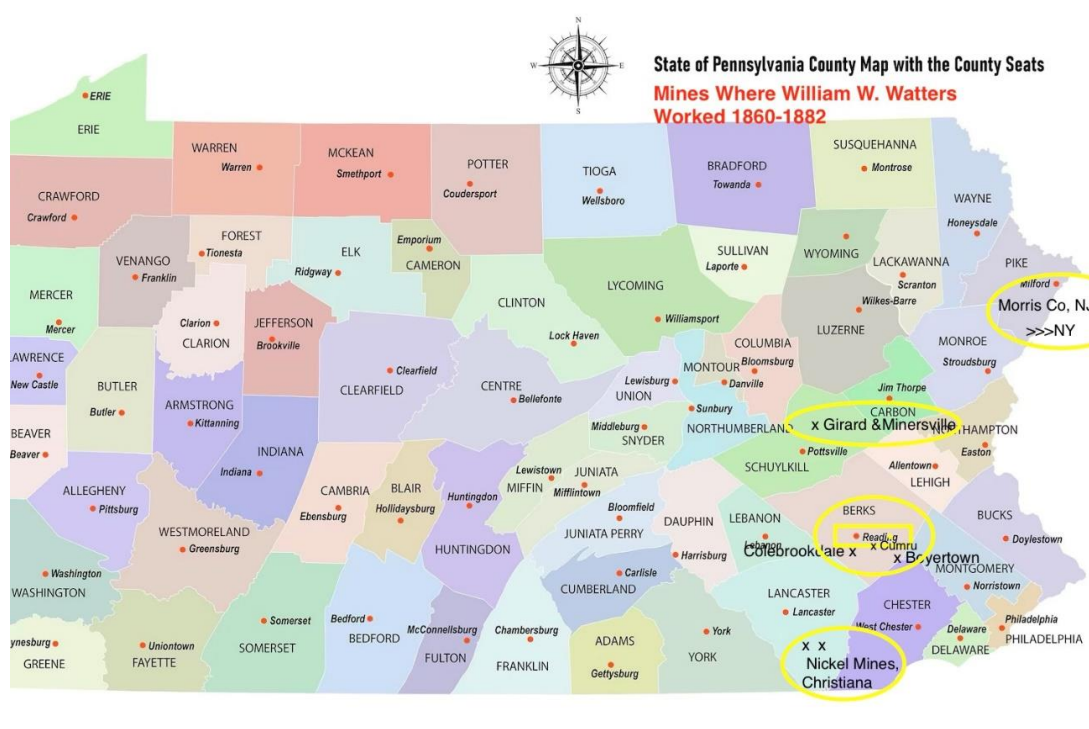 N
W
E
S
State of Pennsylvania County Map with the County Seats
Mines Where William W. Watters
Worked 1860-1882
ERIE
ERIE
WARREN
Warren
MCKEAN
Smethport
POTTER
Coudersport
TIOGA
Wellsboro
BRADFORD
Towanda
SUSQUEHANNA
Montrose
CRAWFORD
Crawford
WAYNE
Honeysdale
FOREST
Tionesta
VENANGO
Franklin
ELK
Ridgway
Emporium
CAMERON
SULLIVAN
Laporte
WYOMING
LACKAWANNA
Scranton
PIKE
Milford
MERCER
Mercer
Clarion
CLARION
JEFFERSON
Brookville
CLINTON
Lock Haven
LYCOMING
Williamsport
Wilkes-Barre
LUZERNE
Morris Co, N
>>>NY
MONROE
Stroudsburg
AWRENCE
New Castle
BUTLER
Butler
ARMSTRONG
Kittanning
Clearfield
CLEARFIELD
CENTRE
Bellefonte
Lewisburg
UNION
MONTOUR
Danville
COLUMBIA
Bloomsburg
Jim Thorpe
CARBON
x Girard &Minersville
BEAVER
Beaver
INDIANA
Indiana
Middleburg
SNYDER
Sunbury
NORTHUMBERLAND
Pottsville
SCHUYLKILL
NORTHAMPTON
Easton
Allentown
LEHIGH
ALLEGHENY
Pittsburg
CAMBRIA
Ebensburg
BLAIR
Hollidaysburg
Huntingdon
HUNTINGDON
Lewistown
MIFFLIN
JUNIATA
Mifflintown
Bloomfield
JUNIATA PERRY
DAUPHIN
Harrisburg
LEBANON
Lebanon
BERKS
Reading
x Cumru
Colebrookdale x
x Boyertown
BUCKS
Doylestown
WESTMORELAND
Greensburg
Washington
WASHINGTON
Carlisle
CUMBERLAND
LANCASTER
Lancaster
MONTGOMERY
Norristown
CHESTER
West Chester
Philadelphia
PHILADELPHIA
Delaware
DELAWARE
ynesburg
GREENE
Uniontown
FAYETTE
Somerset
SOMERSET
Bedford
BEDFORD
McConnellsburg
FULTON
Chambersburg
FRANKLIN
ADAMS
Gettysburg
York
YORK
x x
Nickel Mines,
Christiana